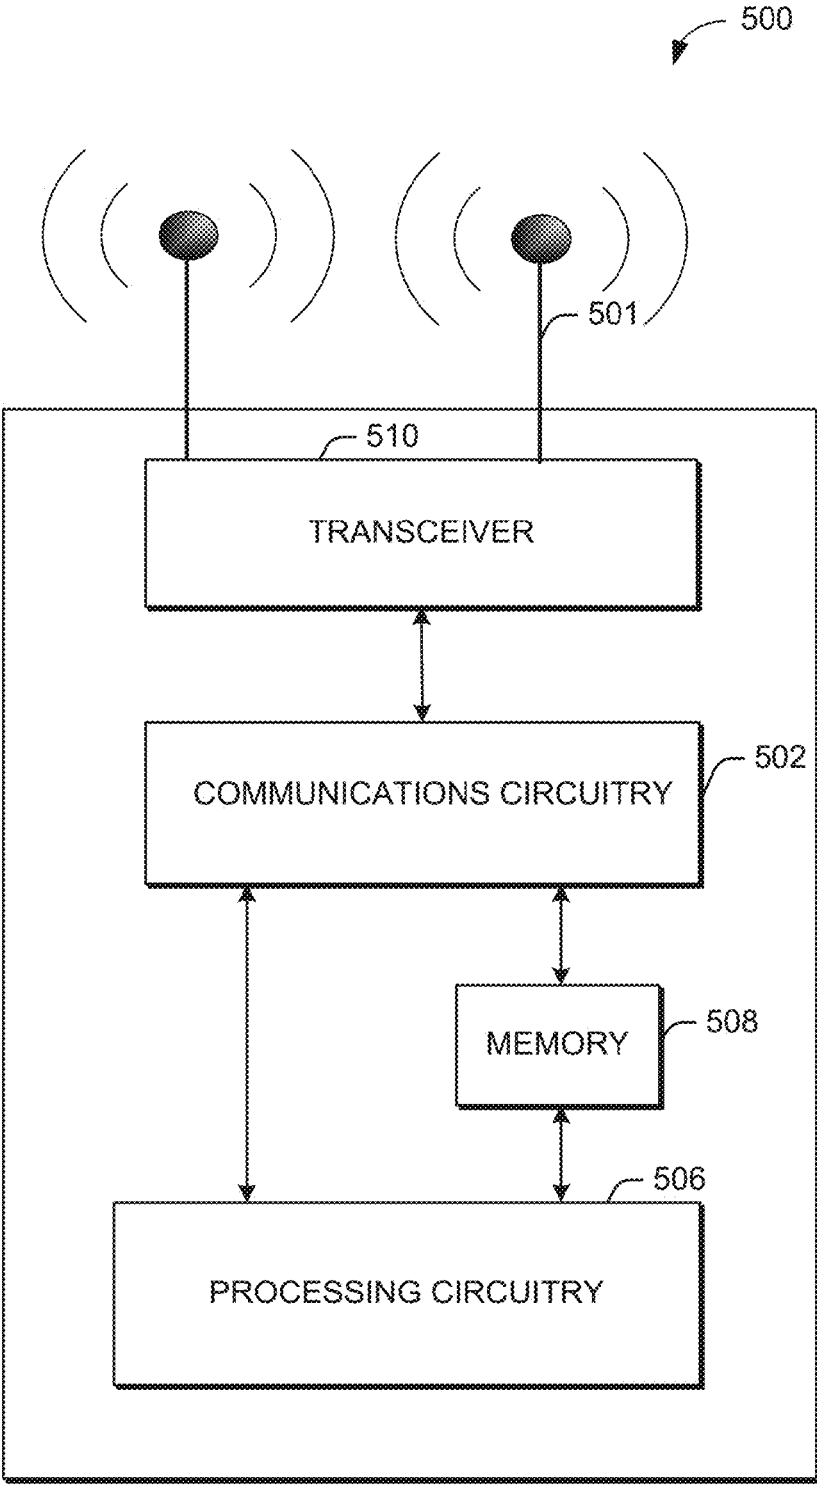 500
501
510
TRANSCEIVER
502
COMMUNICATIONS CIRCUITRY
508
MEMORY
506
PROCESSING CIRCUITRY